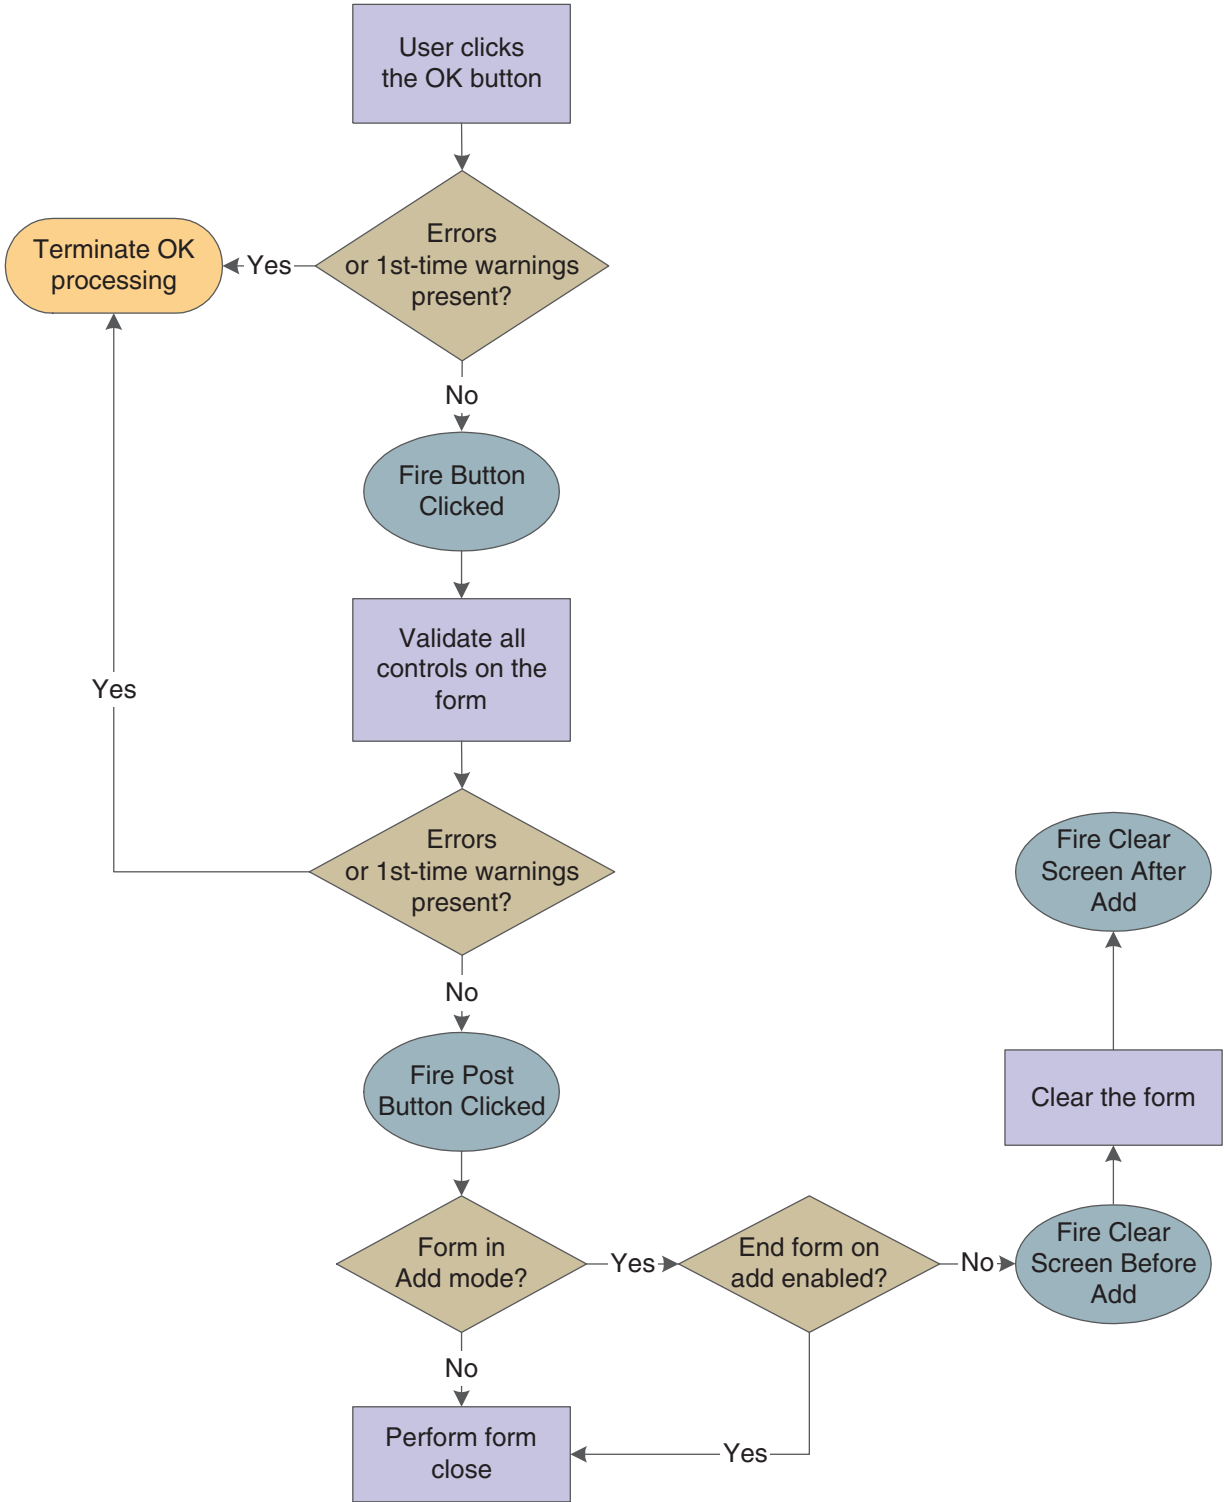 User clicks
the OK button
Errors
or 1st-time warnings
present?
Yes
Terminate OK
processing
No
Fire Button
Clicked
Validate all
controls on the
form
Yes
Errors
or 1st-time warnings
present?
No
Fire Post
Button Clicked
Form in
Add mode?
Yes
End form on
add enabled?
No
Fire Clear
Screen Before
Add
Clear the form
Fire Clear
Screen After
Add
No
Perform form
close
Yes